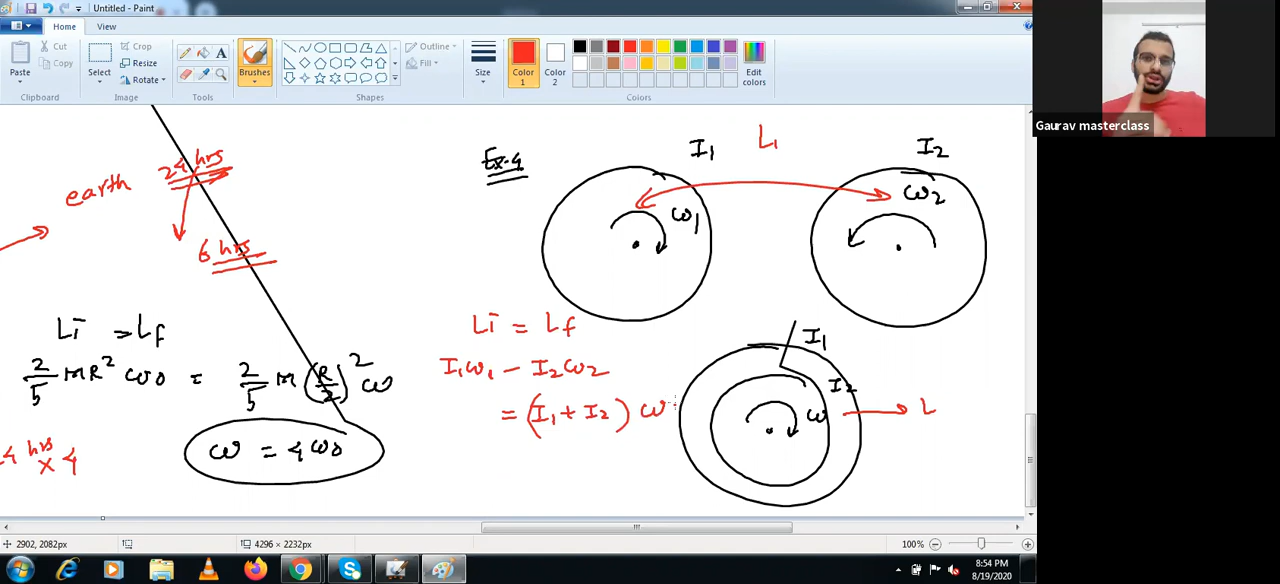 Untitled - Paint
Home View
Paste
Cut
Copy
Clipboard
Select
Crop
Resize
Rotate
Image
A
Tools
Brushes
Shapes
Outline
Fill
Size
Color 1
Color 2
Edit colors
Colors
Gaurav masterclass
earth
24 hrs
6 hrs
Li = Lf
2/5 MR² ω0 = 2/5 M (R/2)² ω
4 hrs × 4
ω = 4ω0
Ex-4
I1
L1
I2
ω1
ω2
Li = Lf
I1ω1 - I2ω2
= (I1 + I2) ω
I1
I2
ω
L
2902, 2082px
4296 × 2232px
100%
8:54 PM
8/19/2020